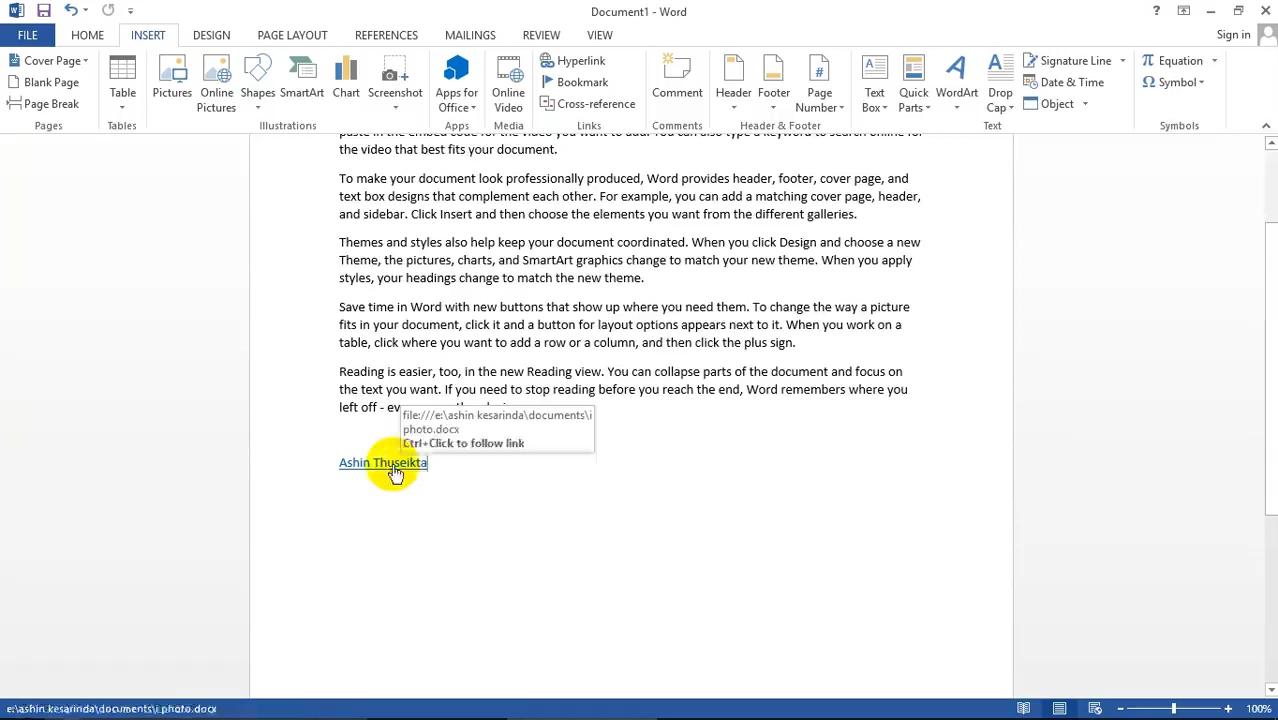 Document1 - Word
?
FILE
HOME
INSERT
DESIGN
PAGE LAYOUT
REFERENCES
MAILINGS
REVIEW
VIEW
Sign in
Cover Page
Blank Page
Page Break
Pages
Table
Tables
Pictures
Online Pictures
Shapes
SmartArt
Chart
Screenshot
Illustrations
Apps for Office
Apps
Online Video
Media
Hyperlink
Bookmark
Cross-reference
Links
Comment
Comments
Header
Footer
Page Number
Header & Footer
Text Box
Quick Parts
WordArt
Drop Cap
Signature Line
Date & Time
Object
Text
Equation
Symbol
Symbols
paste in the embed code for the video you want to add. You can also type a keyword to search online for
the video that best fits your document.
To make your document look professionally produced, Word provides header, footer, cover page, and
text box designs that complement each other. For example, you can add a matching cover page, header,
and sidebar. Click Insert and then choose the elements you want from the different galleries.
Themes and styles also help keep your document coordinated. When you click Design and choose a new
Theme, the pictures, charts, and SmartArt graphics change to match your new theme. When you apply
styles, your headings change to match the new theme.
Save time in Word with new buttons that show up where you need them. To change the way a picture
fits in your document, click it and a button for layout options appears next to it. When you work on a
table, click where you want to add a row or a column, and then click the plus sign.
Reading is easier, too, in the new Reading view. You can collapse parts of the document and focus on
the text you want. If you need to stop reading before you reach the end, Word remembers where you
left off -
file:///e:\ashin kesarinda\documents\i
photo.docx
Ctrl+Click to follow link
Ashin Thuseikta
e:\ashin kesarinda\documents\i photo.docx
100%